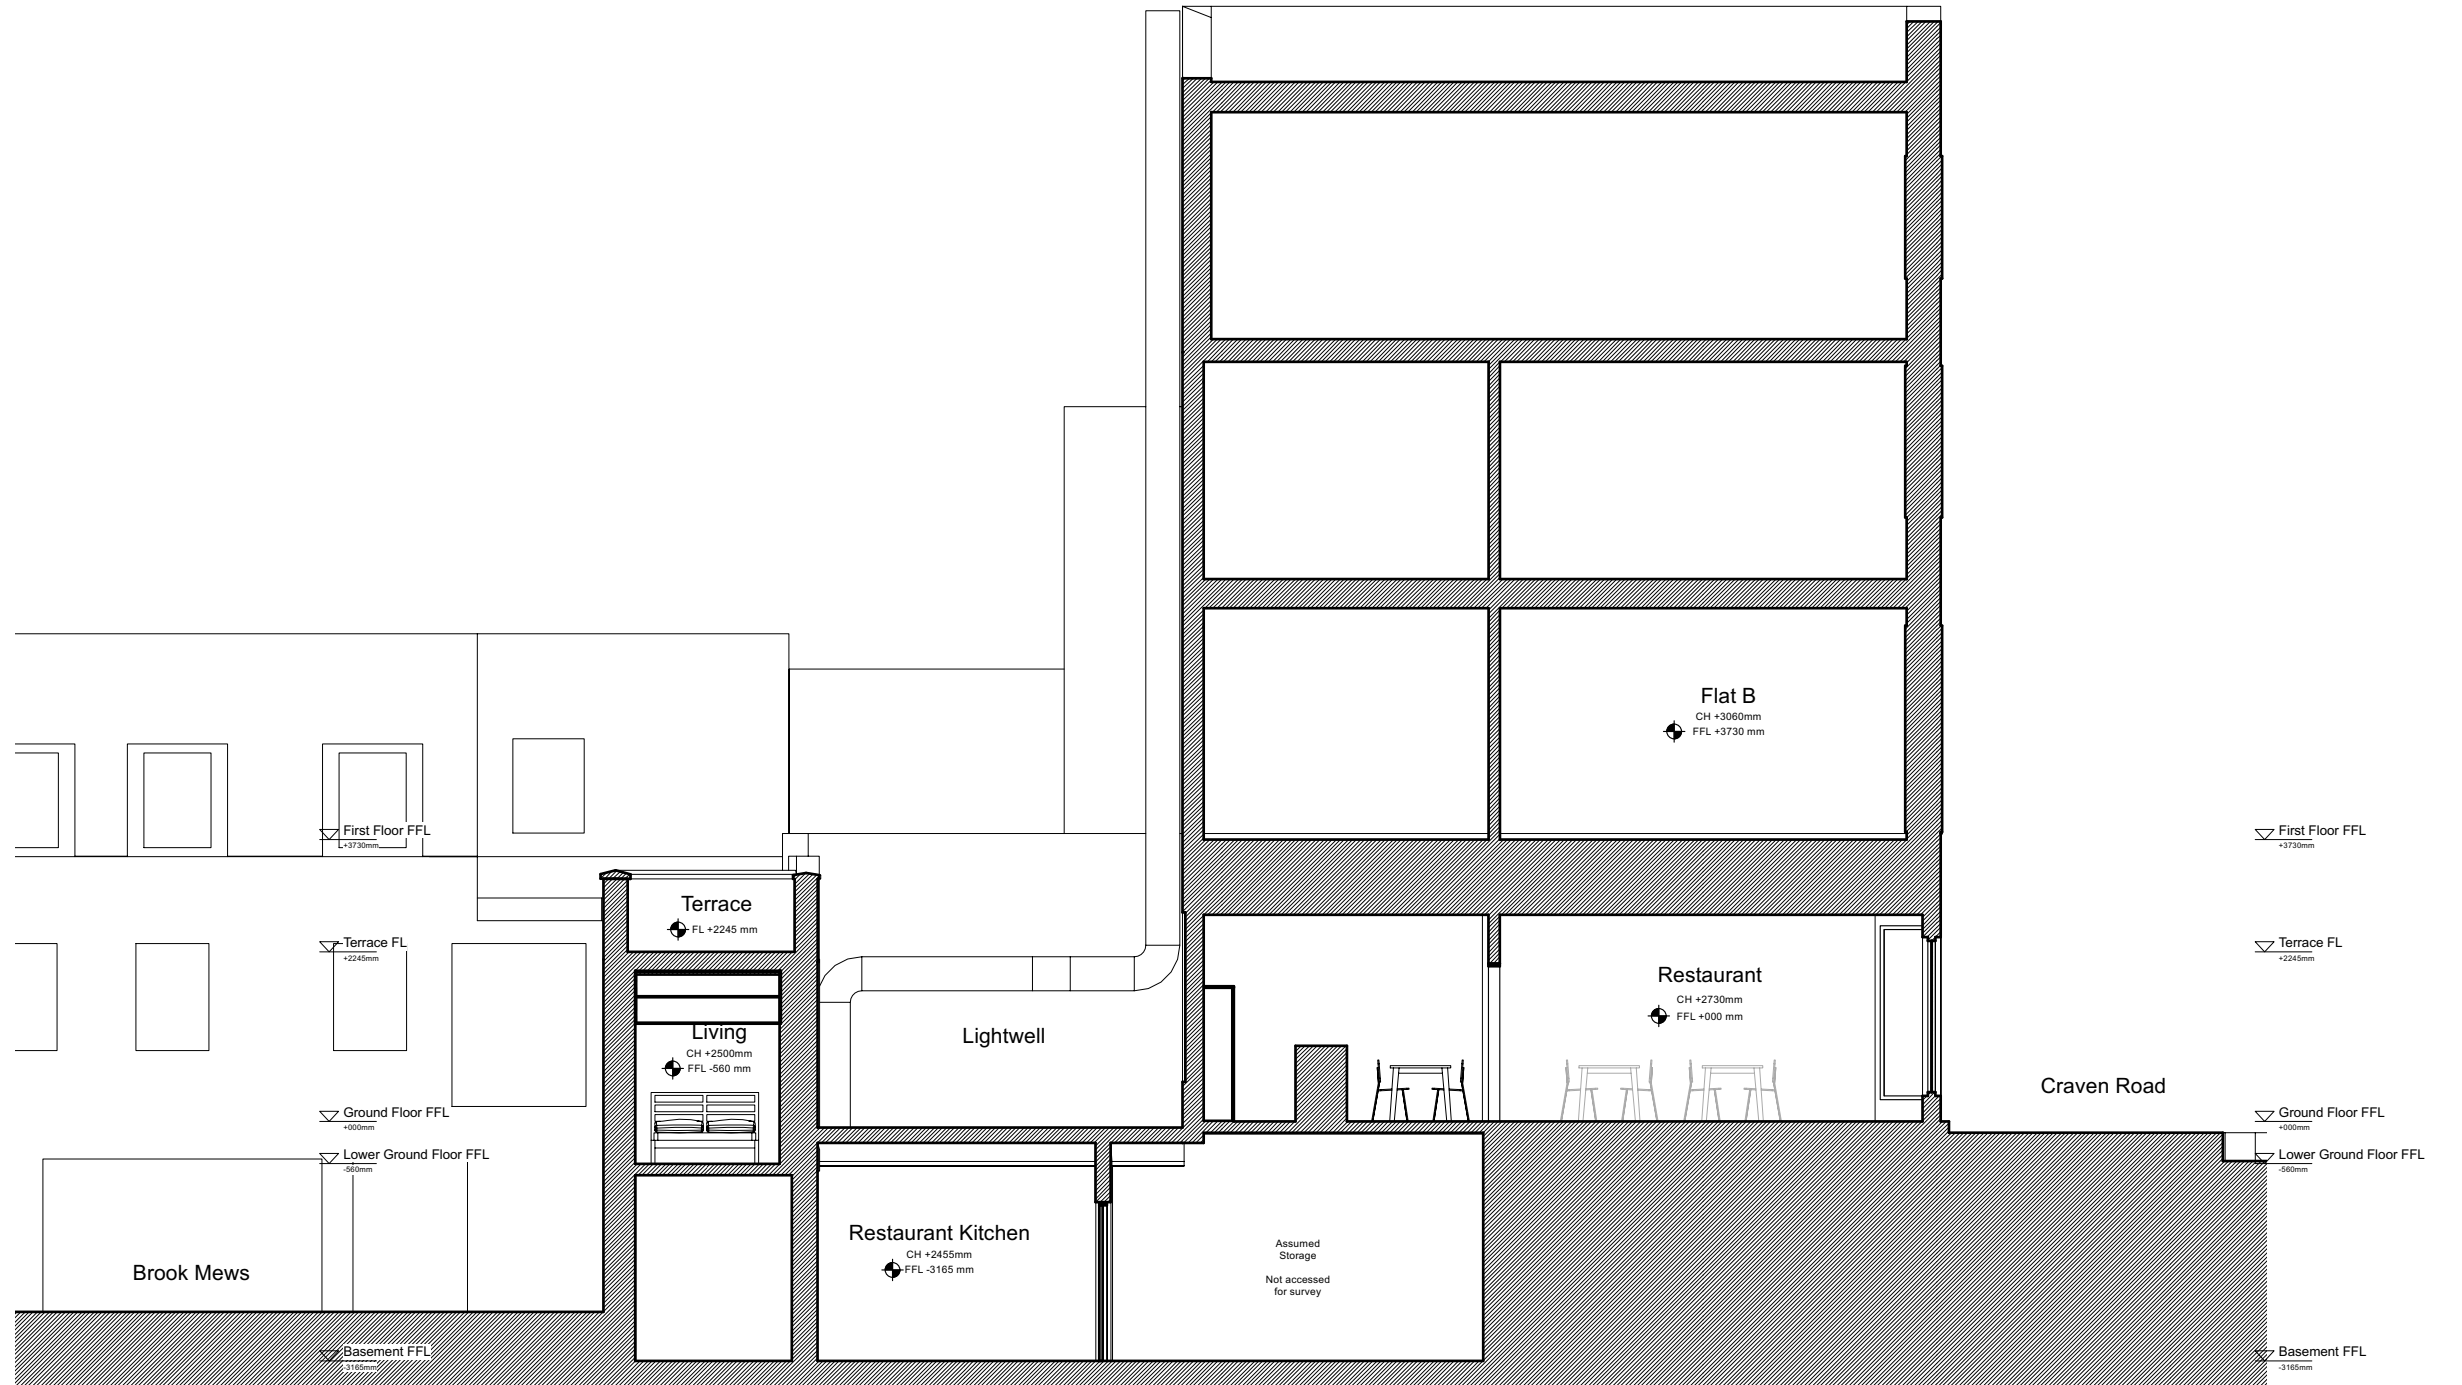 Flat B
CH +3060mm
FFL +3730 mm
First Floor FFL
+3730mm
First Floor FFL
+3730mm
Terrace
FL +2245 mm
Terrace FL
+2245mm
Terrace FL
+2245mm
Restaurant
CH +2730mm
FFL +000 mm
Living
CH +2500mm
FFL -560 mm
Lightwell
Craven Road
Ground Floor FFL
+000mm
Ground Floor FFL
+000mm
Lower Ground Floor FFL
-560mm
Lower Ground Floor FFL
-560mm
Restaurant Kitchen
CH +2455mm
FFL -3165 mm
Assumed
Storage
Not accessed
for survey
Brook Mews
Basement FFL
-3165mm
Basement FFL
-3165mm